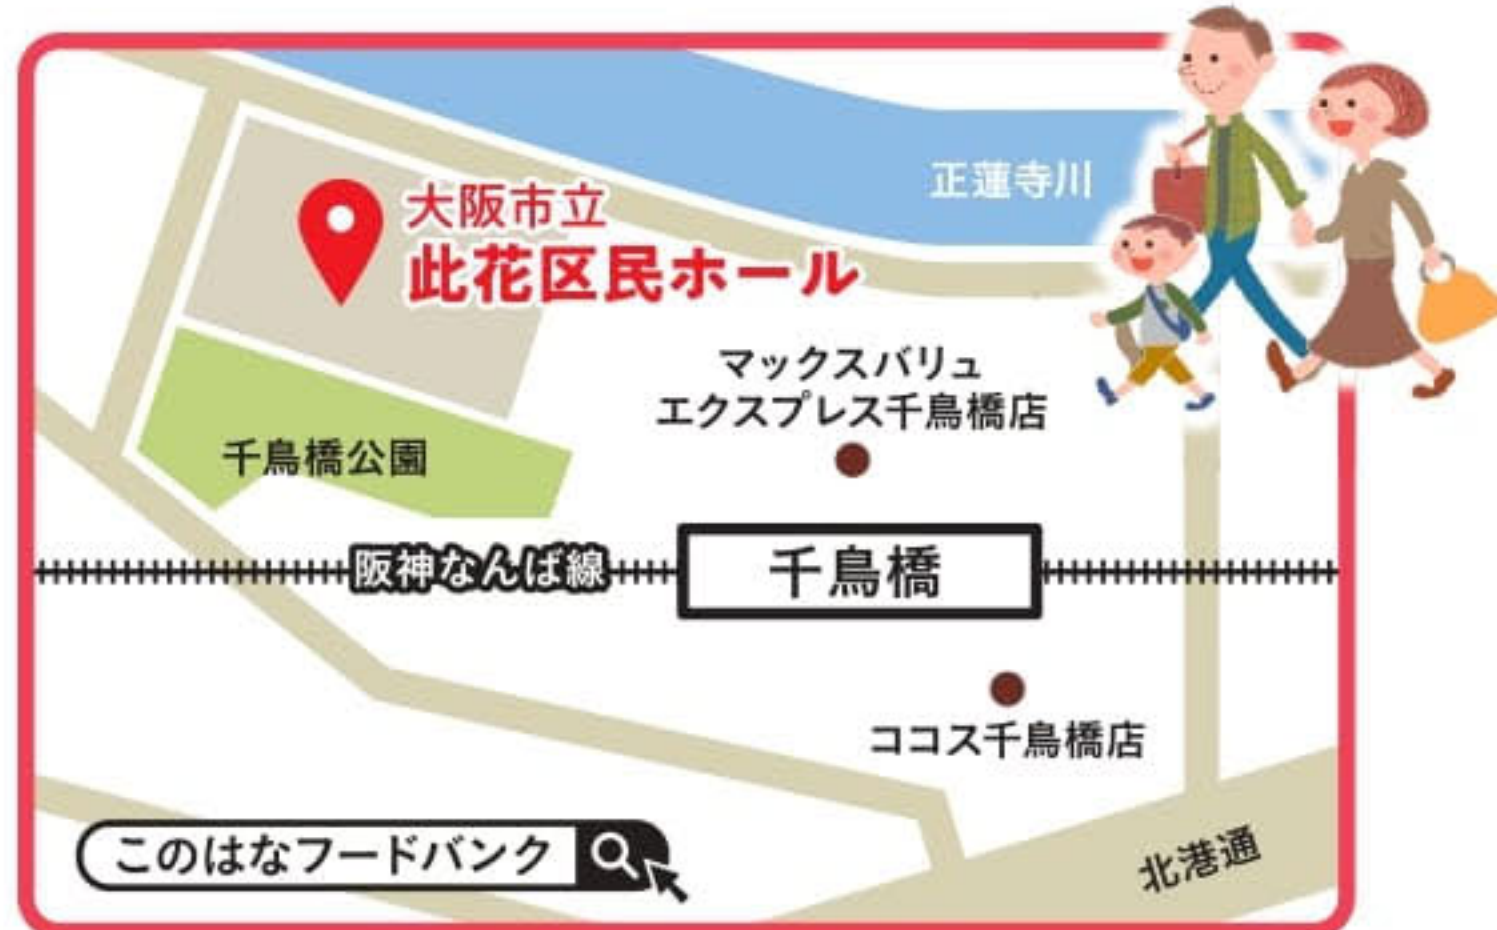 正蓮寺川
大阪市立
此花区民ホール
マックスバリュ
エクスプレス千鳥橋店
千鳥橋公園
阪神なんば線
千鳥橋
ココス千鳥橋店
このはなフードバンク
北港通